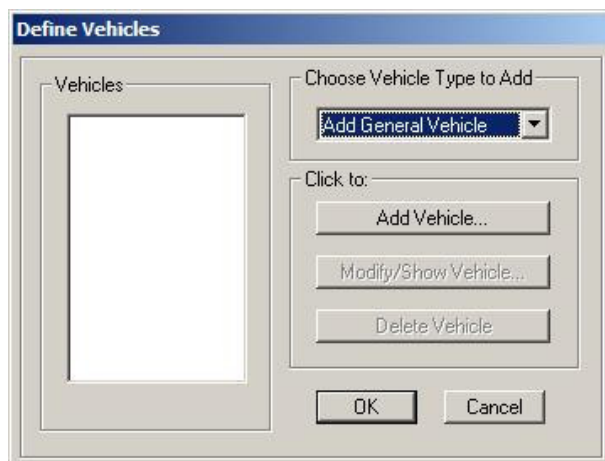 Define Vehicles
Vehicles
Choose Vehicle Type to Add
Add General Vehicle
Click to:
Add Vehicle...
Modify/Show Vehicle...
Delete Vehicle
OK
Cancel